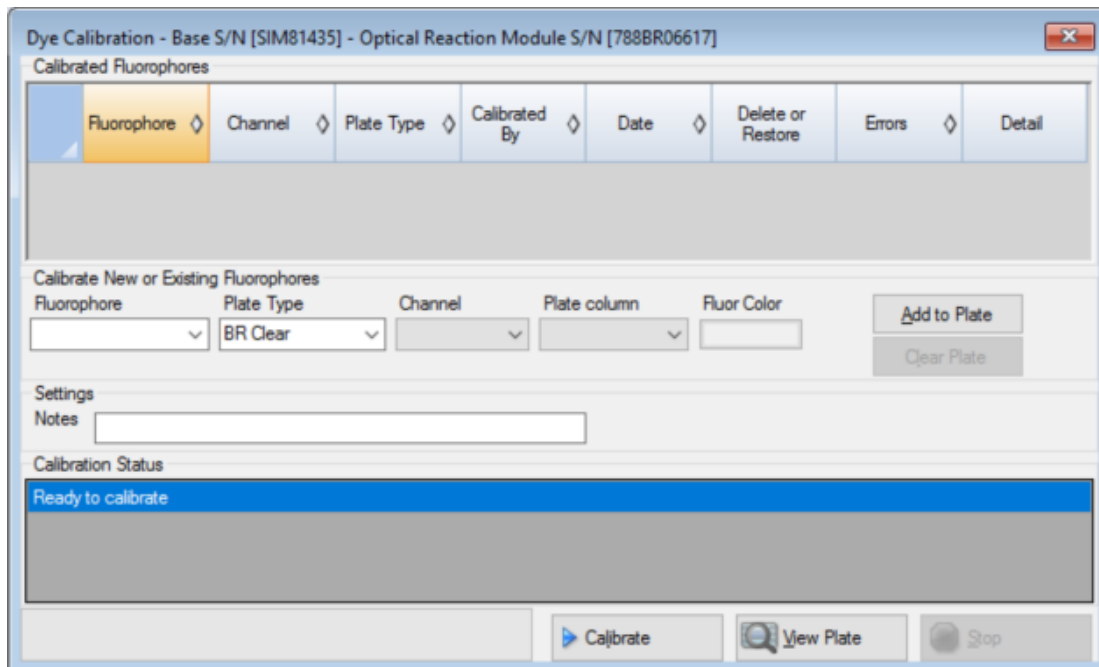 Dye Calibration - Base S/N [SIM81435] - Optical Reaction Module S/N [788BR06617]
Calibrated Fluorophores
Fluorophore Channel Plate Type Calibrated By Date Delete or Restore Errors Detail
Calibrate New or Existing Fluorophores
Fluorophore Plate Type Channel Plate column Fluor Color
BR Clear
Add to Plate
Clear Plate
Settings
Notes
Calibration Status
Ready to calibrate
Calibrate View Plate Stop